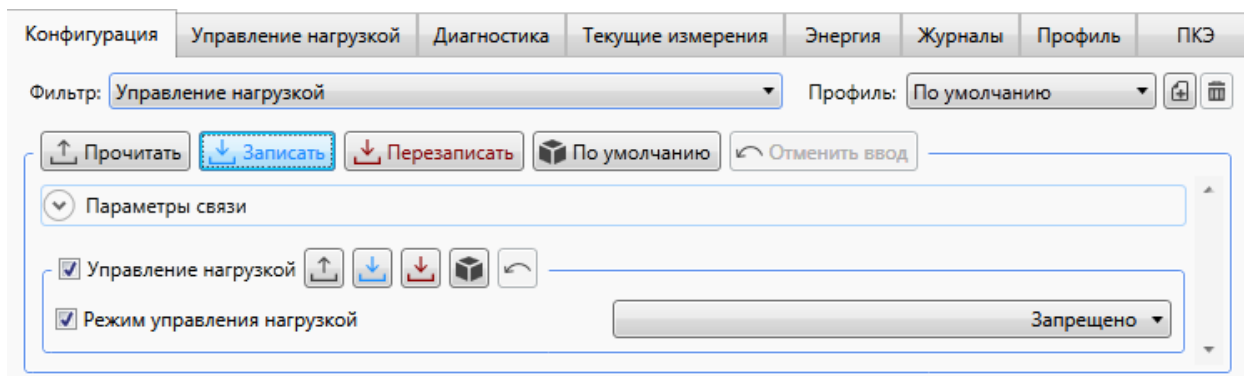 Конфигурация Управление нагрузкой Диагностика Текущие измерения Энергия Журналы Профиль ПКЭ
Фильтр: Управление нагрузкой Профиль: По умолчанию
Прочитать Записать Перезаписать По умолчанию Отменить ввод
Параметры связи
Управление нагрузкой
Режим управления нагрузкой Запрещено